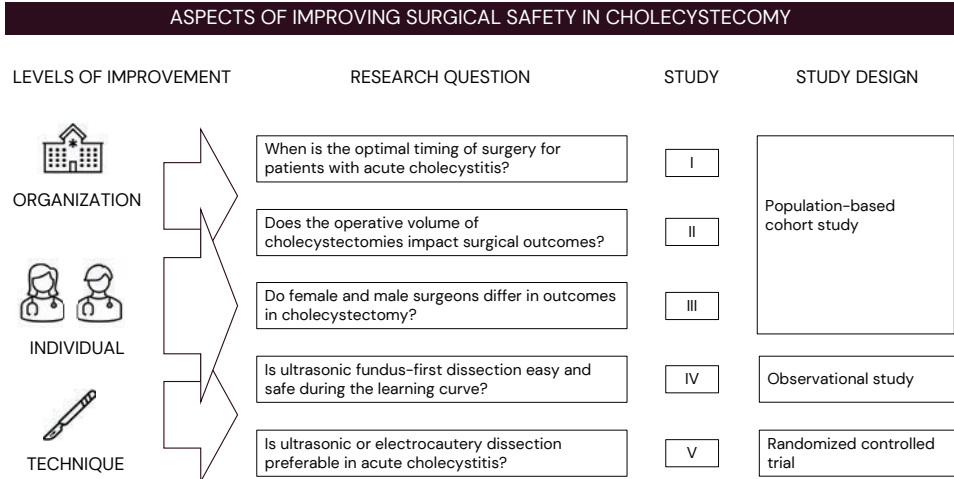 ASPECTS OF IMPROVING SURGICAL SAFETY IN CHOLECYSTECOMY
LEVELS OF IMPROVEMENT
RESEARCH QUESTION
STUDY
STUDY DESIGN
ORGANIZATION
When is the optimal timing of surgery for
patients with acute cholecystitis?
I
Population-based
cohort study
Does the operative volume of
cholecystectomies impact surgical outcomes?
II
INDIVIDUAL
Do female and male surgeons differ in outcomes
in cholecystectomy?
III
Is ultrasonic fundus-first dissection easy and
safe during the learning curve?
IV
Observational study
TECHNIQUE
Is ultrasonic or electrocautery dissection
preferable in acute cholecystitis?
V
Randomized controlled
trial